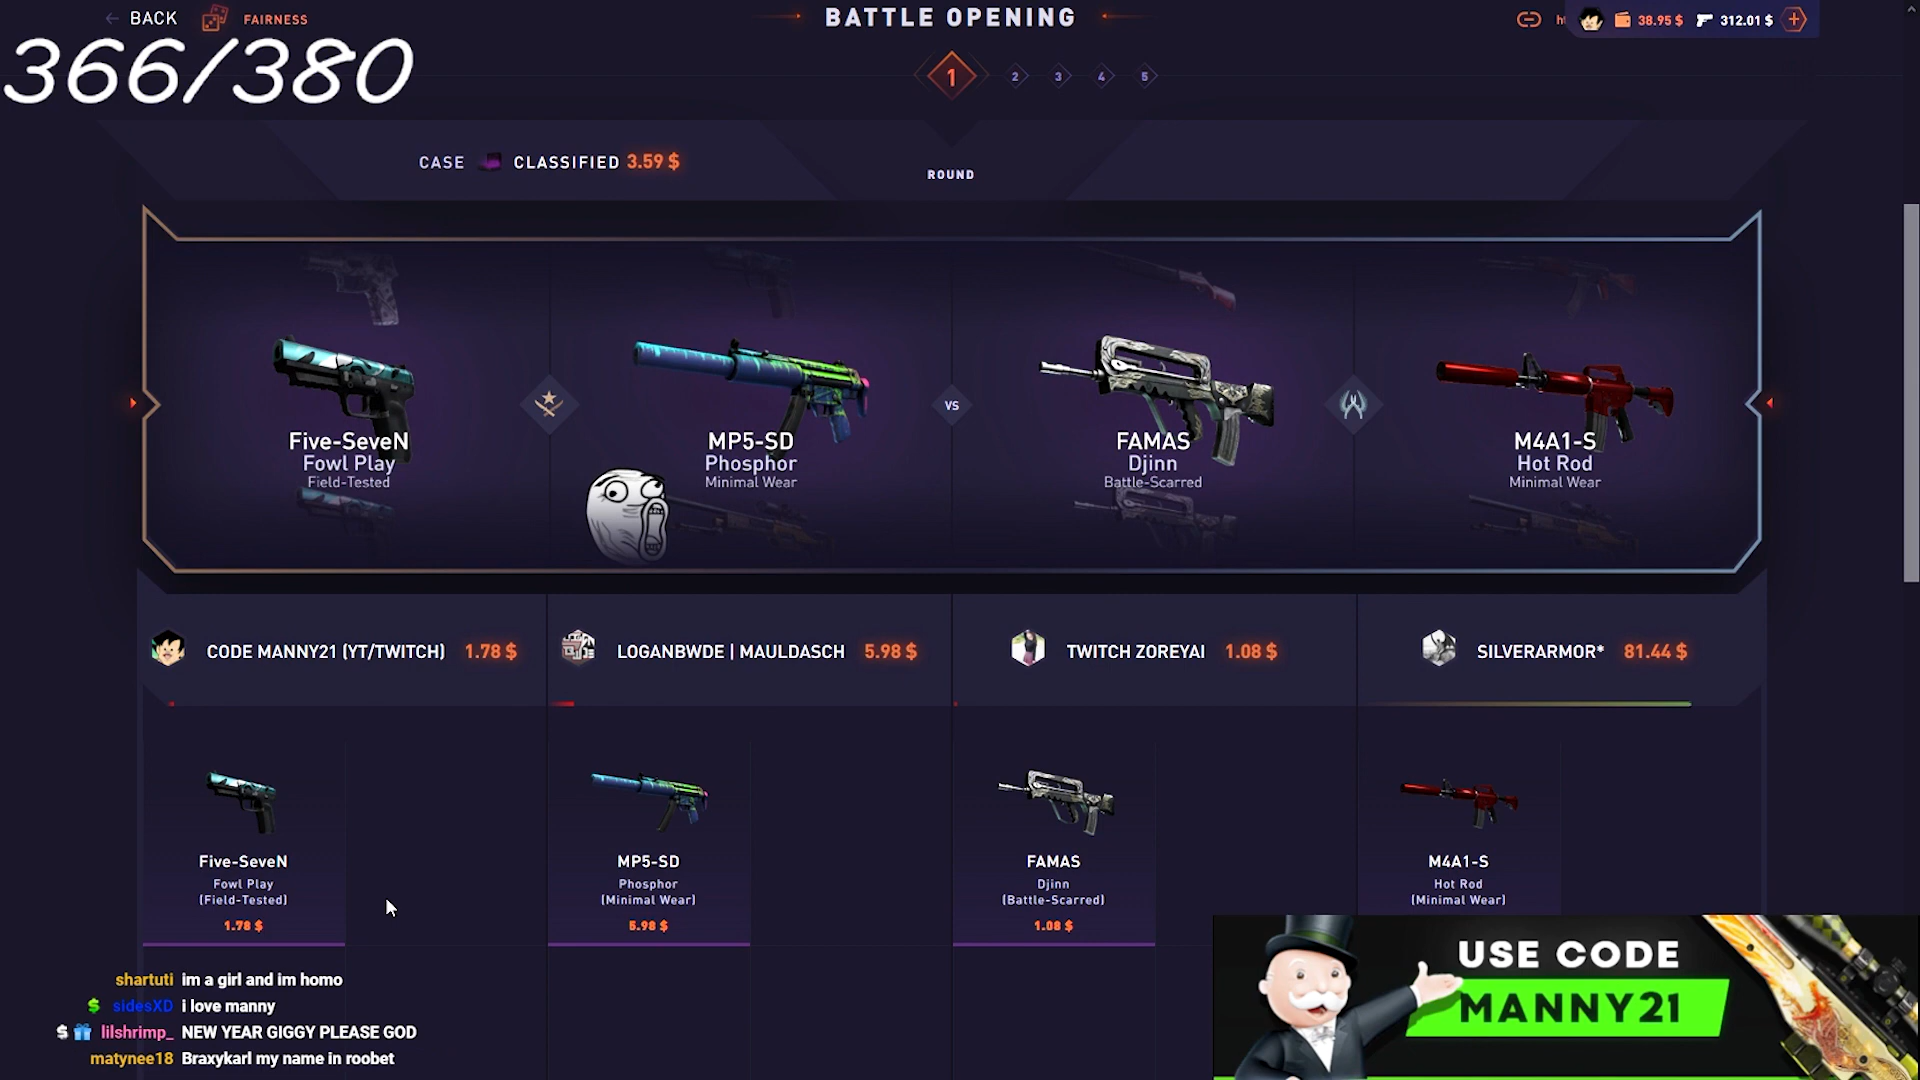 BACK
FAIRNESS
BATTLE OPENING
38.95 $
312.01 $
366/380
1
2
3
4
5
CASE CLASSIFIED 3.59 $
ROUND
Five-SeveN
Fowl Play
Field-Tested
MP5-SD
Phosphor
Minimal Wear
VS
FAMAS
Djinn
Battle-Scarred
M4A1-S
Hot Rod
Minimal Wear
CODE MANNY21 (YT/TWITCH) 1.78 $
LOGANBWDE | MAULDASCH 5.98 $
TWITCH ZOREYAI 1.08 $
SILVERARMOR* 81.44 $
Five-SeveN
Fowl Play
(Field-Tested)
1.78 $
MP5-SD
Phosphor
(Minimal Wear)
5.98 $
FAMAS
Djinn
(Battle-Scarred)
1.08 $
M4A1-S
Hot Rod
(Minimal Wear)
shartuti im a girl and im homo
sidesXD i love manny
lilshrimp_ NEW YEAR GIGGY PLEASE GOD
matynee18 Braxykarl my name in roobet
USE CODE
MANNY21